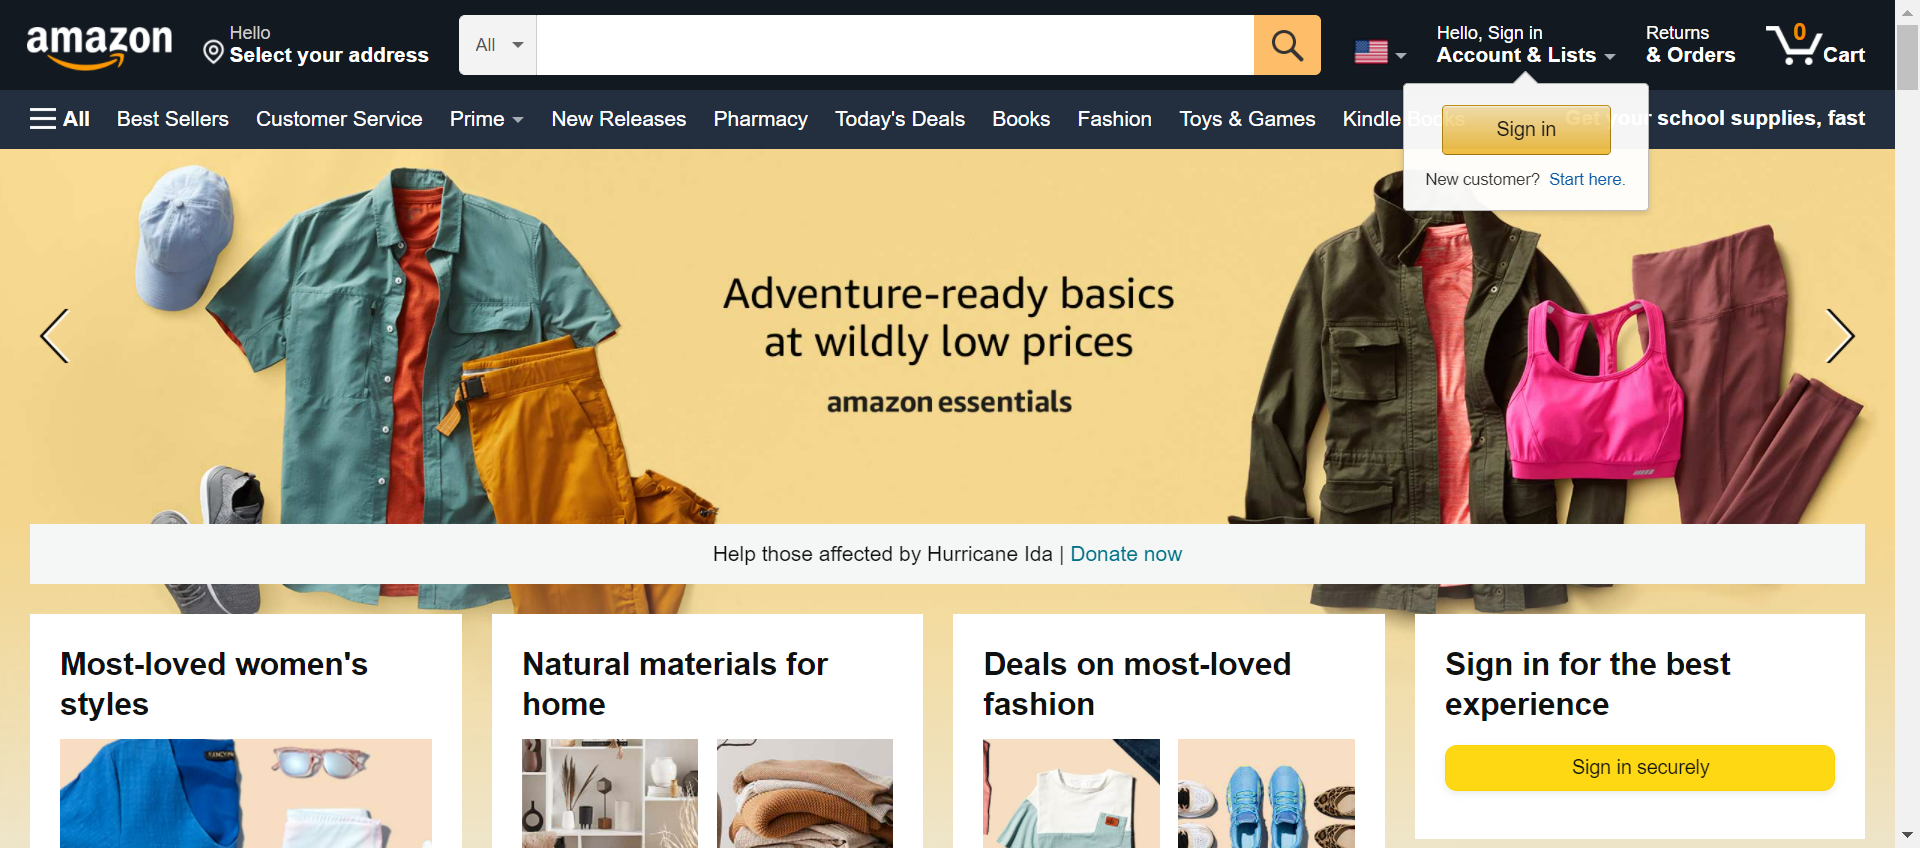 amazon
Hello
Select your address
All
Hello, Sign in
Account & Lists
Returns
& Orders
0
Cart
All
Best Sellers
Customer Service
Prime
New Releases
Pharmacy
Today's Deals
Books
Fashion
Toys & Games
Kindle Books
Get your school supplies, fast
Sign in
New customer? Start here.
Adventure-ready basics
at wildly low prices
amazon essentials
Help those affected by Hurricane Ida | Donate now
Most-loved women's
styles
Natural materials for
home
Deals on most-loved
fashion
Sign in for the best
experience
Sign in securely